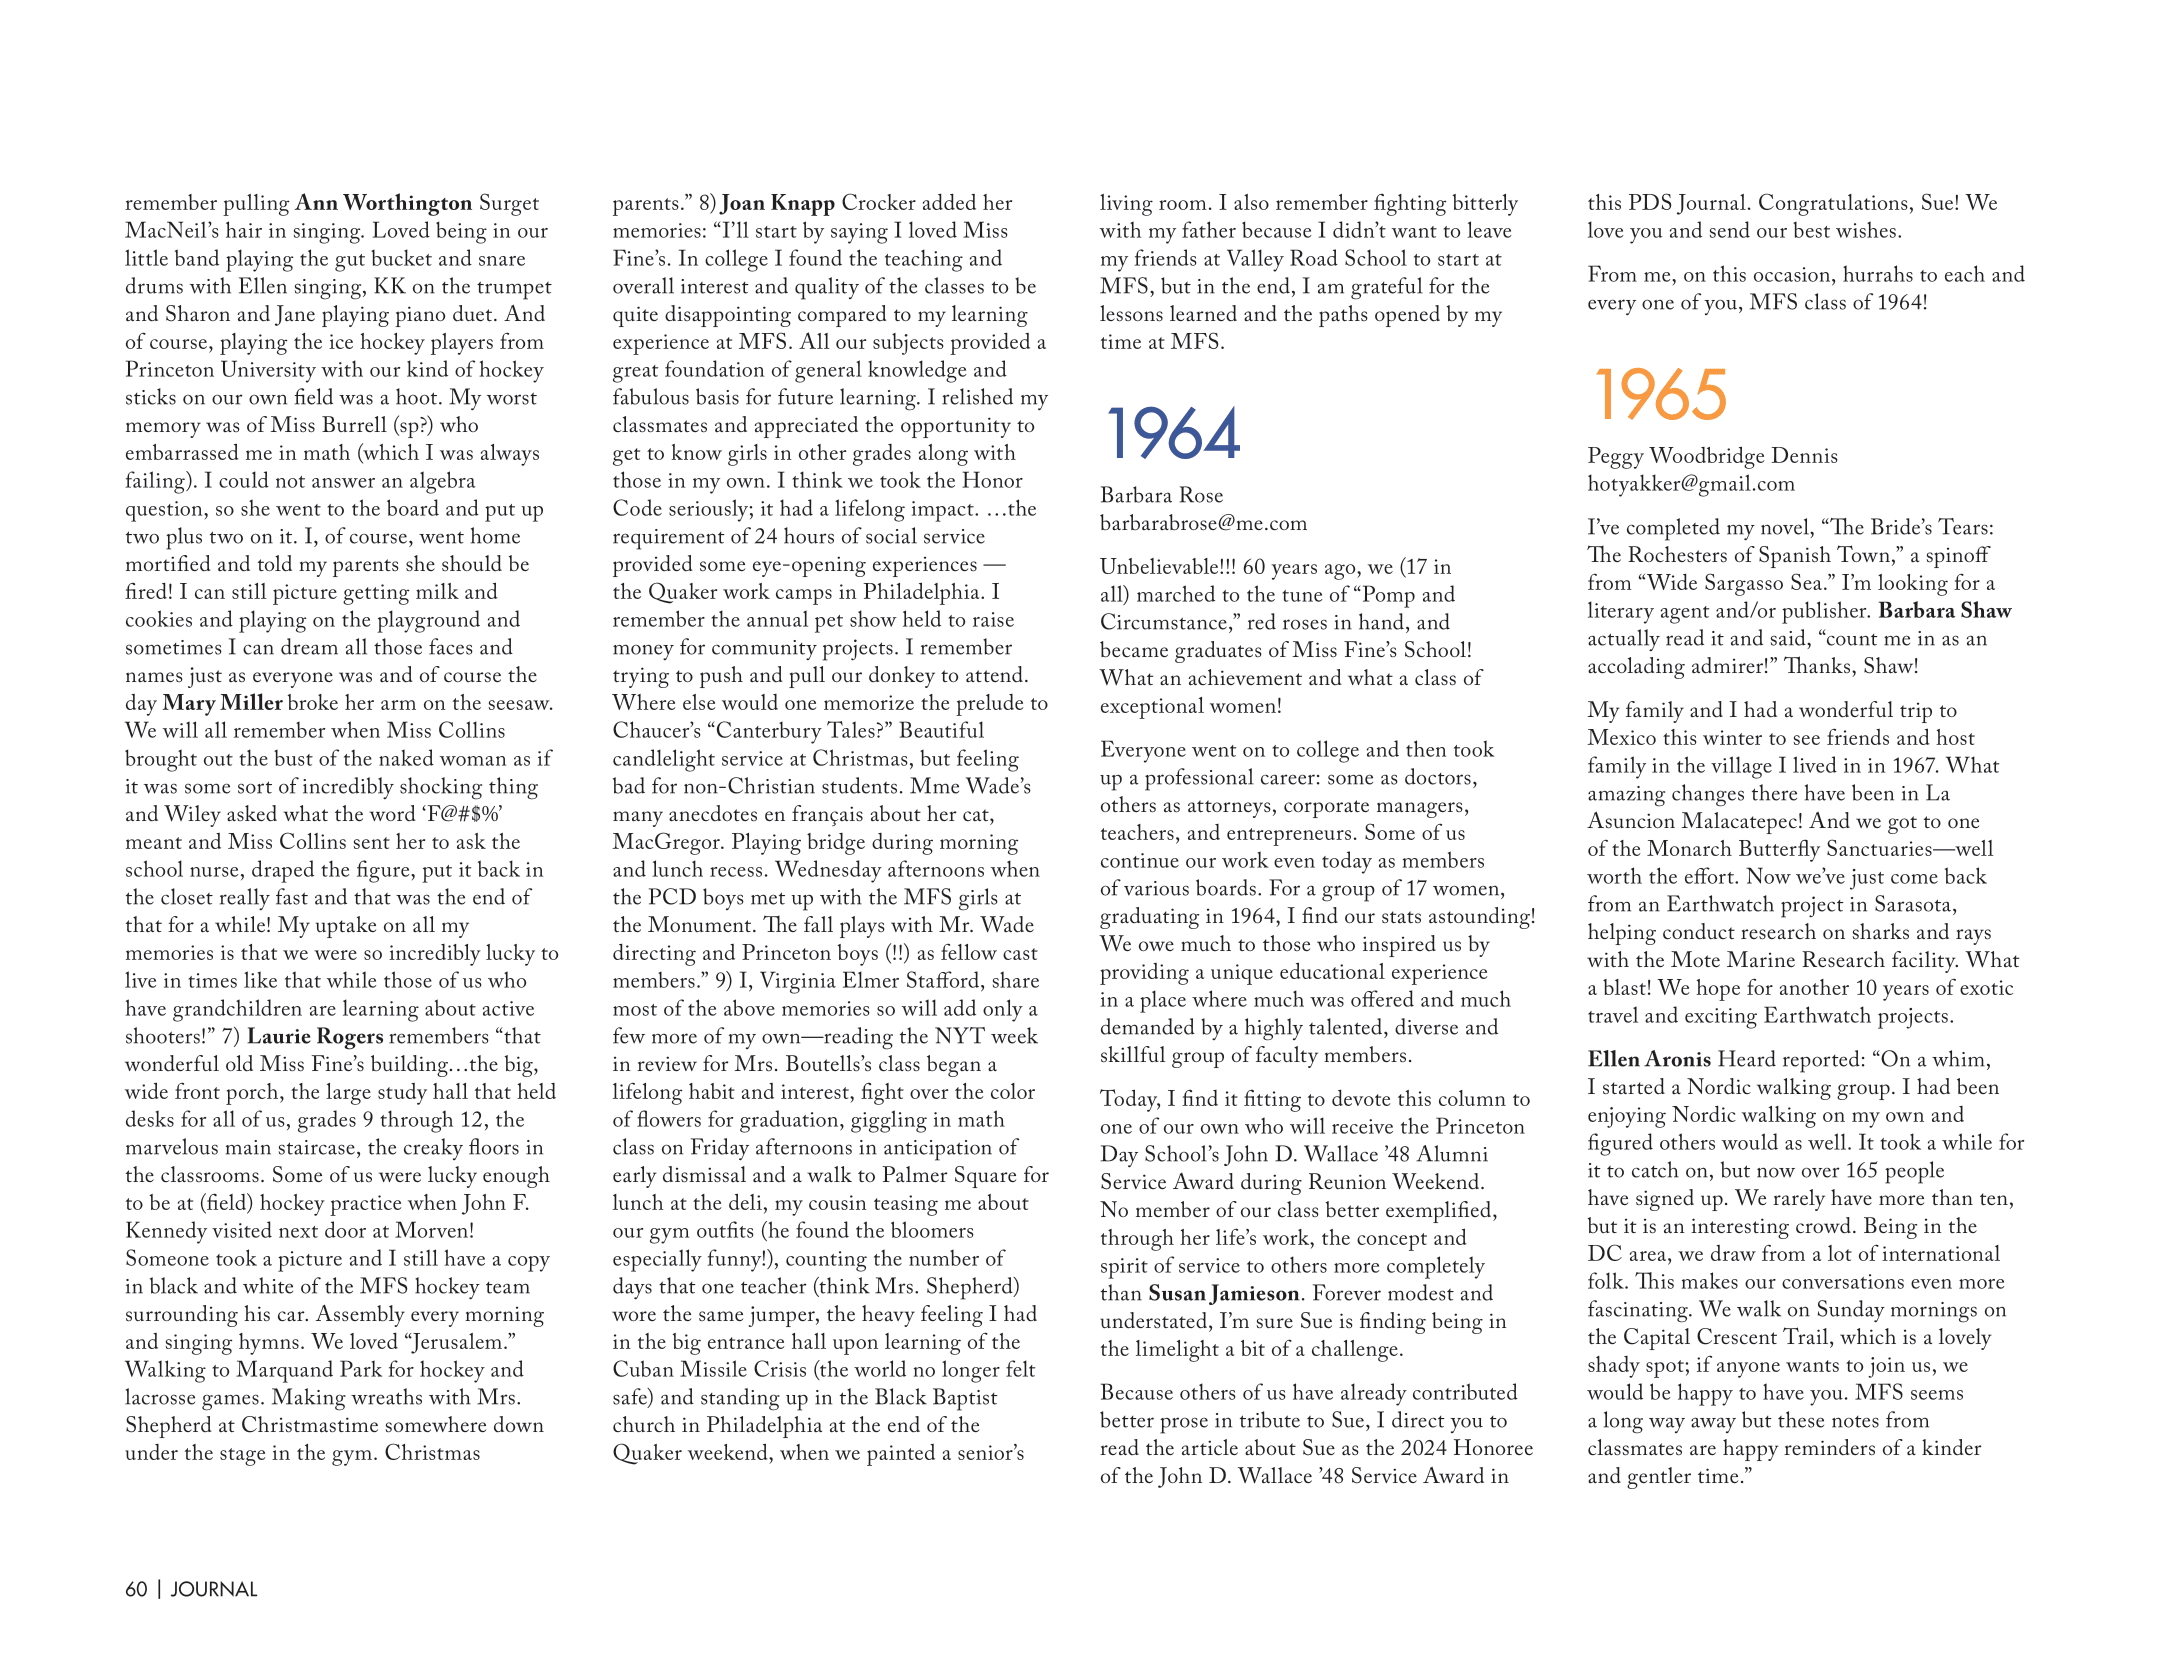 remember pulling Ann Worthington Surget
MacNeil’s hair in singing. Loved being in our
little band playing the gut bucket and snare
drums with Ellen singing, KK on the trumpet
and Sharon and Jane playing piano duet. And
of course, playing the ice hockey players from
Princeton University with our kind of hockey
sticks on our own field was a hoot. My worst
memory was of Miss Burrell (sp?) who
embarrassed me in math (which I was always
failing). I could not answer an algebra
question, so she went to the board and put up
two plus two on it. I, of course, went home
mortified and told my parents she should be
fired! I can still picture getting milk and
cookies and playing on the playground and
sometimes I can dream all those faces and
names just as everyone was and of course the
day Mary Miller broke her arm on the seesaw.
We will all remember when Miss Collins
brought out the bust of the naked woman as if
it was some sort of incredibly shocking thing
and Wiley asked what the word ‘F@#$%’
meant and Miss Collins sent her to ask the
school nurse, draped the figure, put it back in
the closet really fast and that was the end of
that for a while! My uptake on all my
memories is that we were so incredibly lucky to
live in times like that while those of us who
have grandchildren are learning about active
shooters!” 7) Laurie Rogers remembers “that
wonderful old Miss Fine’s building…the big,
wide front porch, the large study hall that held
desks for all of us, grades 9 through 12, the
marvelous main staircase, the creaky floors in
the classrooms. Some of us were lucky enough
to be at (field) hockey practice when John F.
Kennedy visited next door at Morven!
Someone took a picture and I still have a copy
in black and white of the MFS hockey team
surrounding his car. Assembly every morning
and singing hymns. We loved “Jerusalem.”
Walking to Marquand Park for hockey and
lacrosse games. Making wreaths with Mrs.
Shepherd at Christmastime somewhere down
under the stage in the gym. Christmas
parents.” 8) Joan Knapp Crocker added her
memories: “I’ll start by saying I loved Miss
Fine’s. In college I found the teaching and
overall interest and quality of the classes to be
quite disappointing compared to my learning
experience at MFS. All our subjects provided a
great foundation of general knowledge and
fabulous basis for future learning. I relished my
classmates and appreciated the opportunity to
get to know girls in other grades along with
those in my own. I think we took the Honor
Code seriously; it had a lifelong impact. …the
requirement of 24 hours of social service
provided some eye-opening experiences —
the Quaker work camps in Philadelphia. I
remember the annual pet show held to raise
money for community projects. I remember
trying to push and pull our donkey to attend.
Where else would one memorize the prelude to
Chaucer’s “Canterbury Tales?” Beautiful
candlelight service at Christmas, but feeling
bad for non-Christian students. Mme Wade’s
many anecdotes en français about her cat,
MacGregor. Playing bridge during morning
and lunch recess. Wednesday afternoons when
the PCD boys met up with the MFS girls at
the Monument. The fall plays with Mr. Wade
directing and Princeton boys (!!) as fellow cast
members.” 9) I, Virginia Elmer Stafford, share
most of the above memories so will add only a
few more of my own—reading the NYT week
in review for Mrs. Boutells’s class began a
lifelong habit and interest, fight over the color
of flowers for graduation, giggling in math
class on Friday afternoons in anticipation of
early dismissal and a walk to Palmer Square for
lunch at the deli, my cousin teasing me about
our gym outfits (he found the bloomers
especially funny!), counting the number of
days that one teacher (think Mrs. Shepherd)
wore the same jumper, the heavy feeling I had
in the big entrance hall upon learning of the
Cuban Missile Crisis (the world no longer felt
safe) and standing up in the Black Baptist
church in Philadelphia at the end of the
Quaker weekend, when we painted a senior’s
living room. I also remember fighting bitterly
with my father because I didn’t want to leave
my friends at Valley Road School to start at
MFS, but in the end, I am grateful for the
lessons learned and the paths opened by my
time at MFS.
1964
Barbara Rose
barbarabrose@me.com
Unbelievable!!! 60 years ago, we (17 in
all) marched to the tune of “Pomp and
Circumstance,” red roses in hand, and
became graduates of Miss Fine’s School!
What an achievement and what a class of
exceptional women!
Everyone went on to college and then took
up a professional career: some as doctors,
others as attorneys, corporate managers,
teachers, and entrepreneurs. Some of us
continue our work even today as members
of various boards. For a group of 17 women,
graduating in 1964, I find our stats astounding!
We owe much to those who inspired us by
providing a unique educational experience
in a place where much was offered and much
demanded by a highly talented, diverse and
skillful group of faculty members.
Today, I find it fitting to devote this column to
one of our own who will receive the Princeton
Day School’s John D. Wallace ’48 Alumni
Service Award during Reunion Weekend.
No member of our class better exemplified,
through her life’s work, the concept and
spirit of service to others more completely
than Susan Jamieson. Forever modest and
understated, I’m sure Sue is finding being in
the limelight a bit of a challenge.
Because others of us have already contributed
better prose in tribute to Sue, I direct you to
read the article about Sue as the 2024 Honoree
of the John D. Wallace ’48 Service Award in
this PDS Journal. Congratulations, Sue! We
love you and send our best wishes.
From me, on this occasion, hurrahs to each and
every one of you, MFS class of 1964!
1965
Peggy Woodbridge Dennis
hotyakker@gmail.com
I’ve completed my novel, “The Bride’s Tears:
The Rochesters of Spanish Town,” a spinoff
from “Wide Sargasso Sea.” I’m looking for a
literary agent and/or publisher. Barbara Shaw
actually read it and said, “count me in as an
accolading admirer!” Thanks, Shaw!
My family and I had a wonderful trip to
Mexico this winter to see friends and host
family in the village I lived in in 1967. What
amazing changes there have been in La
Asuncion Malacatepec! And we got to one
of the Monarch Butterfly Sanctuaries—well
worth the effort. Now we’ve just come back
from an Earthwatch project in Sarasota,
helping conduct research on sharks and rays
with the Mote Marine Research facility. What
a blast! We hope for another 10 years of exotic
travel and exciting Earthwatch projects.
Ellen Aronis Heard reported: “On a whim,
I started a Nordic walking group. I had been
enjoying Nordic walking on my own and
figured others would as well. It took a while for
it to catch on, but now over 165 people
have signed up. We rarely have more than ten,
but it is an interesting crowd. Being in the
DC area, we draw from a lot of international
folk. This makes our conversations even more
fascinating. We walk on Sunday mornings on
the Capital Crescent Trail, which is a lovely
shady spot; if anyone wants to join us, we
would be happy to have you. MFS seems
a long way away but these notes from
classmates are happy reminders of a kinder
and gentler time.”
60 | JOURNAL